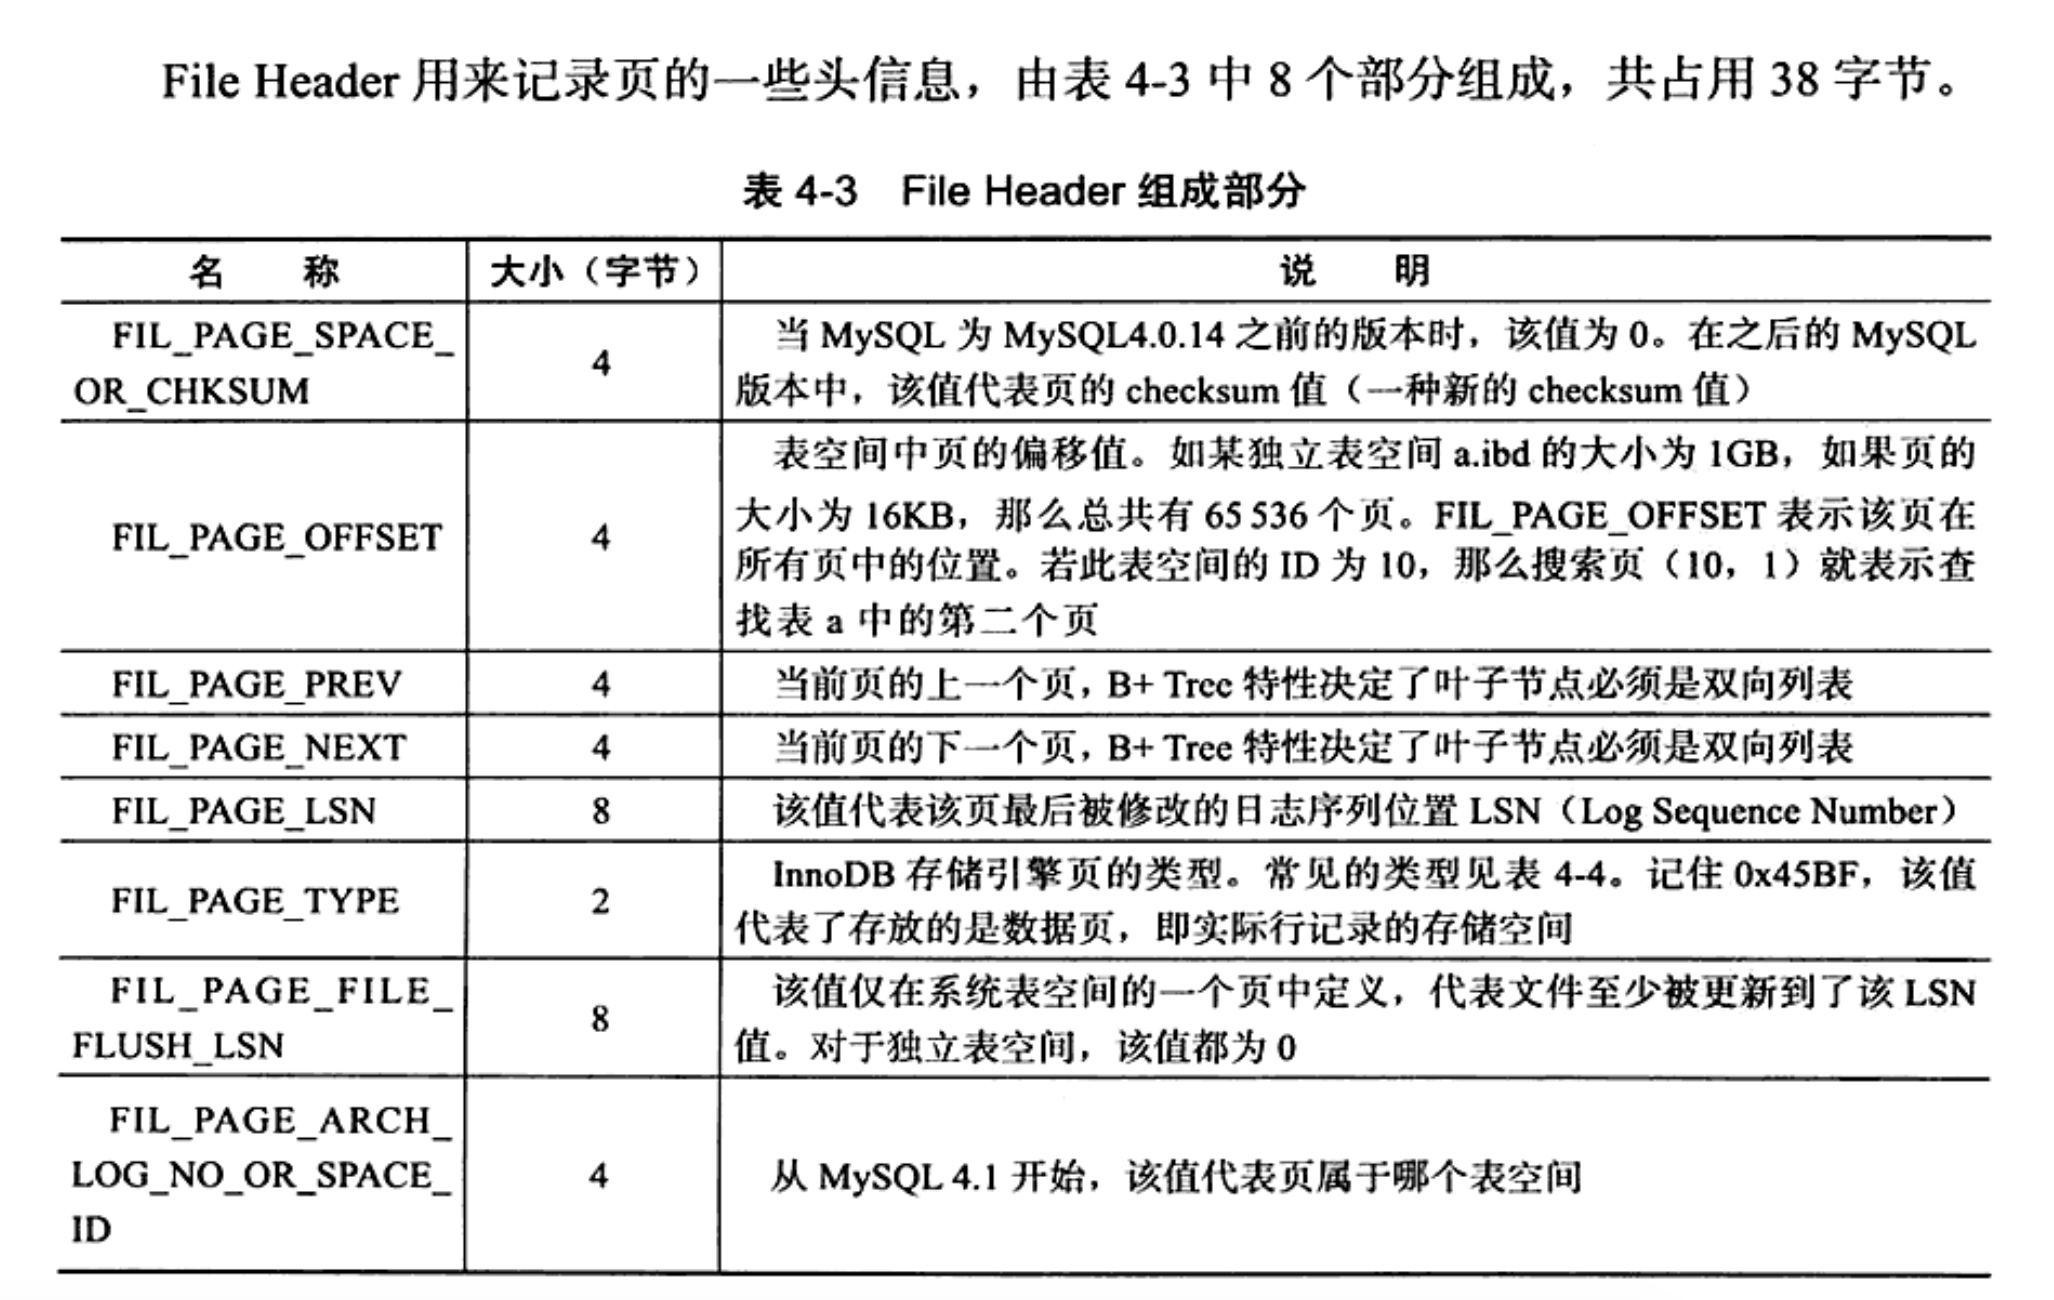 File Header 用来记录页的一些头信息，由表 4-3 中 8 个部分组成，共占用 38 字节。
表 4-3 File Header 组成部分
名 称 大小（字节） 说 明
FIL_PAGE_SPACE_
OR_CHKSUM
4
当 MySQL 为 MySQL4.0.14 之前的版本时，该值为 0。在之后的 MySQL
版本中，该值代表页的 checksum 值（一种新的 checksum 值）
FIL_PAGE_OFFSET
4
表空间中页的偏移值。如某独立表空间 a.ibd 的大小为 1GB，如果页的
大小为 16KB，那么总共有 65 536 个页。FIL_PAGE_OFFSET 表示该页在
所有页中的位置。若此表空间的 ID 为 10，那么搜索页（10，1）就表示查
找表 a 中的第二个页
FIL_PAGE_PREV 4 当前页的上一个页，B+ Tree 特性决定了叶子节点必须是双向列表
FIL_PAGE_NEXT 4 当前页的下一个页，B+ Tree 特性决定了叶子节点必须是双向列表
FIL_PAGE_LSN 8 该值代表该页最后被修改的日志序列位置 LSN（Log Sequence Number）
FIL_PAGE_TYPE
2
InnoDB 存储引擎页的类型。常见的类型见表 4-4。记住 0x45BF，该值
代表了存放的是数据页，即实际行记录的存储空间
FIL_PAGE_FILE_
FLUSH_LSN
8
该值仅在系统表空间的一个页中定义，代表文件至少被更新到了该 LSN
值。对于独立表空间，该值都为 0
FIL_PAGE_ARCH_
LOG_NO_OR_SPACE_
ID
4
从 MySQL 4.1 开始，该值代表页属于哪个表空间